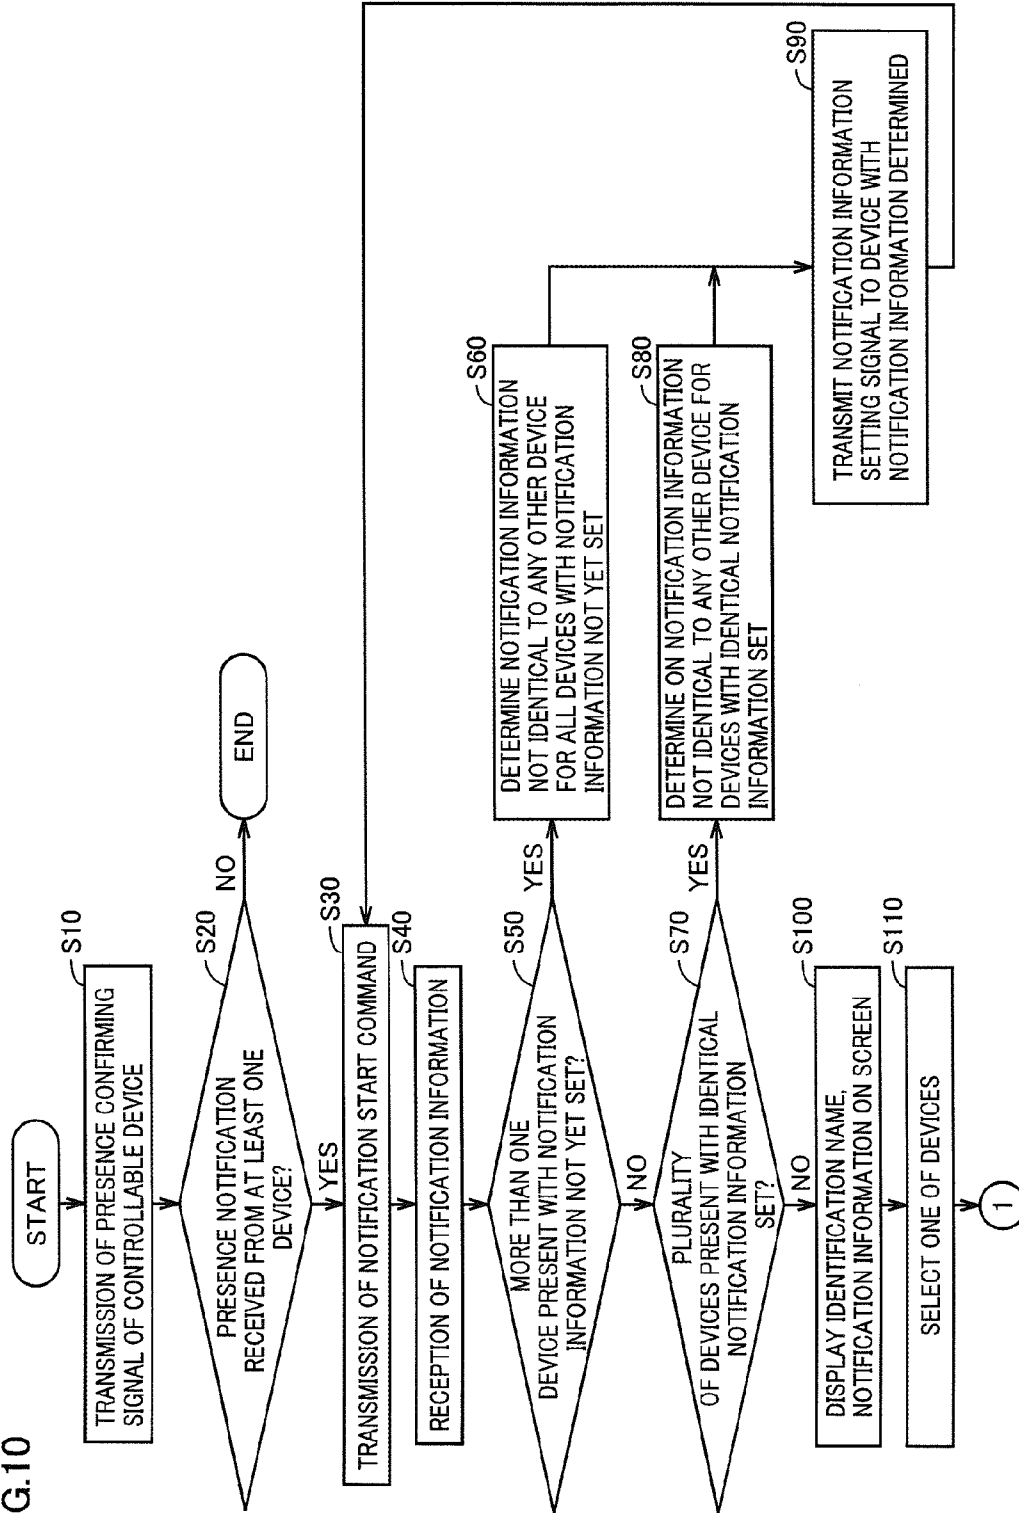 G.10
START
S10
TRANSMISSION OF PRESENCE CONFIRMING
SIGNAL OF CONTROLLABLE DEVICE
S20
PRESENCE NOTIFICATION
RECEIVED FROM AT LEAST ONE
DEVICE?
NO
END
YES
S30
TRANSMISSION OF NOTIFICATION START COMMAND
S40
RECEPTION OF NOTIFICATION INFORMATION
S50
MORE THAN ONE
DEVICE PRESENT WITH NOTIFICATION
INFORMATION NOT YET SET?
YES
S60
DETERMINE NOTIFICATION INFORMATION
NOT IDENTICAL TO ANY OTHER DEVICE
FOR ALL DEVICES WITH NOTIFICATION
INFORMATION NOT YET SET
NO
S70
PLURALITY
OF DEVICES PRESENT WITH IDENTICAL
NOTIFICATION INFORMATION
SET?
YES
S80
DETERMINE ON NOTIFICATION INFORMATION
NOT IDENTICAL TO ANY OTHER DEVICE FOR
DEVICES WITH IDENTICAL NOTIFICATION
INFORMATION SET
S90
TRANSMIT NOTIFICATION INFORMATION
SETTING SIGNAL TO DEVICE WITH
NOTIFICATION INFORMATION DETERMINED
NO
S100
DISPLAY IDENTIFICATION NAME,
NOTIFICATION INFORMATION ON SCREEN
S110
SELECT ONE OF DEVICES
1